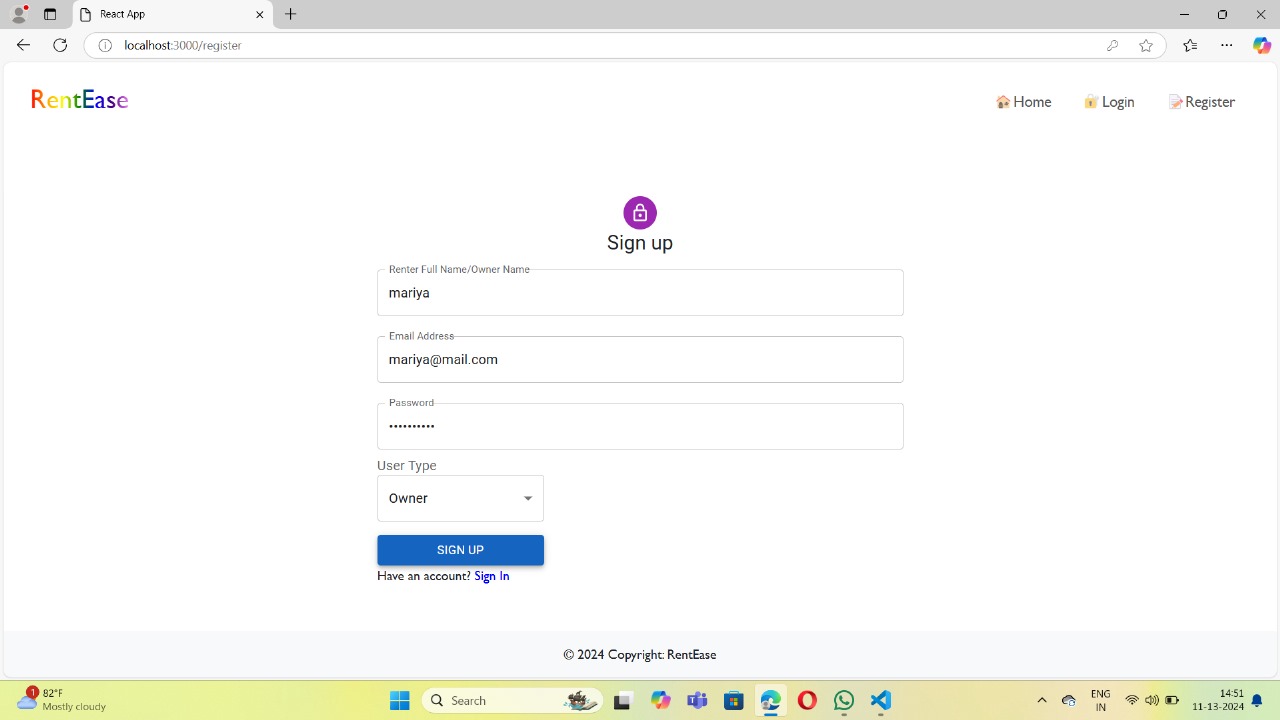 React App
localhost:3000/register
RentEase
Home Login Register
Sign up
Renter Full Name/Owner Name
mariya
Email Address
mariya@mail.com
Password
••••••••••
User Type
Owner
SIGN UP
Have an account? Sign In
© 2024 Copyright: RentEase
1
82°F
Mostly cloudy
Search
ENG
IN
14:51
11-13-2024